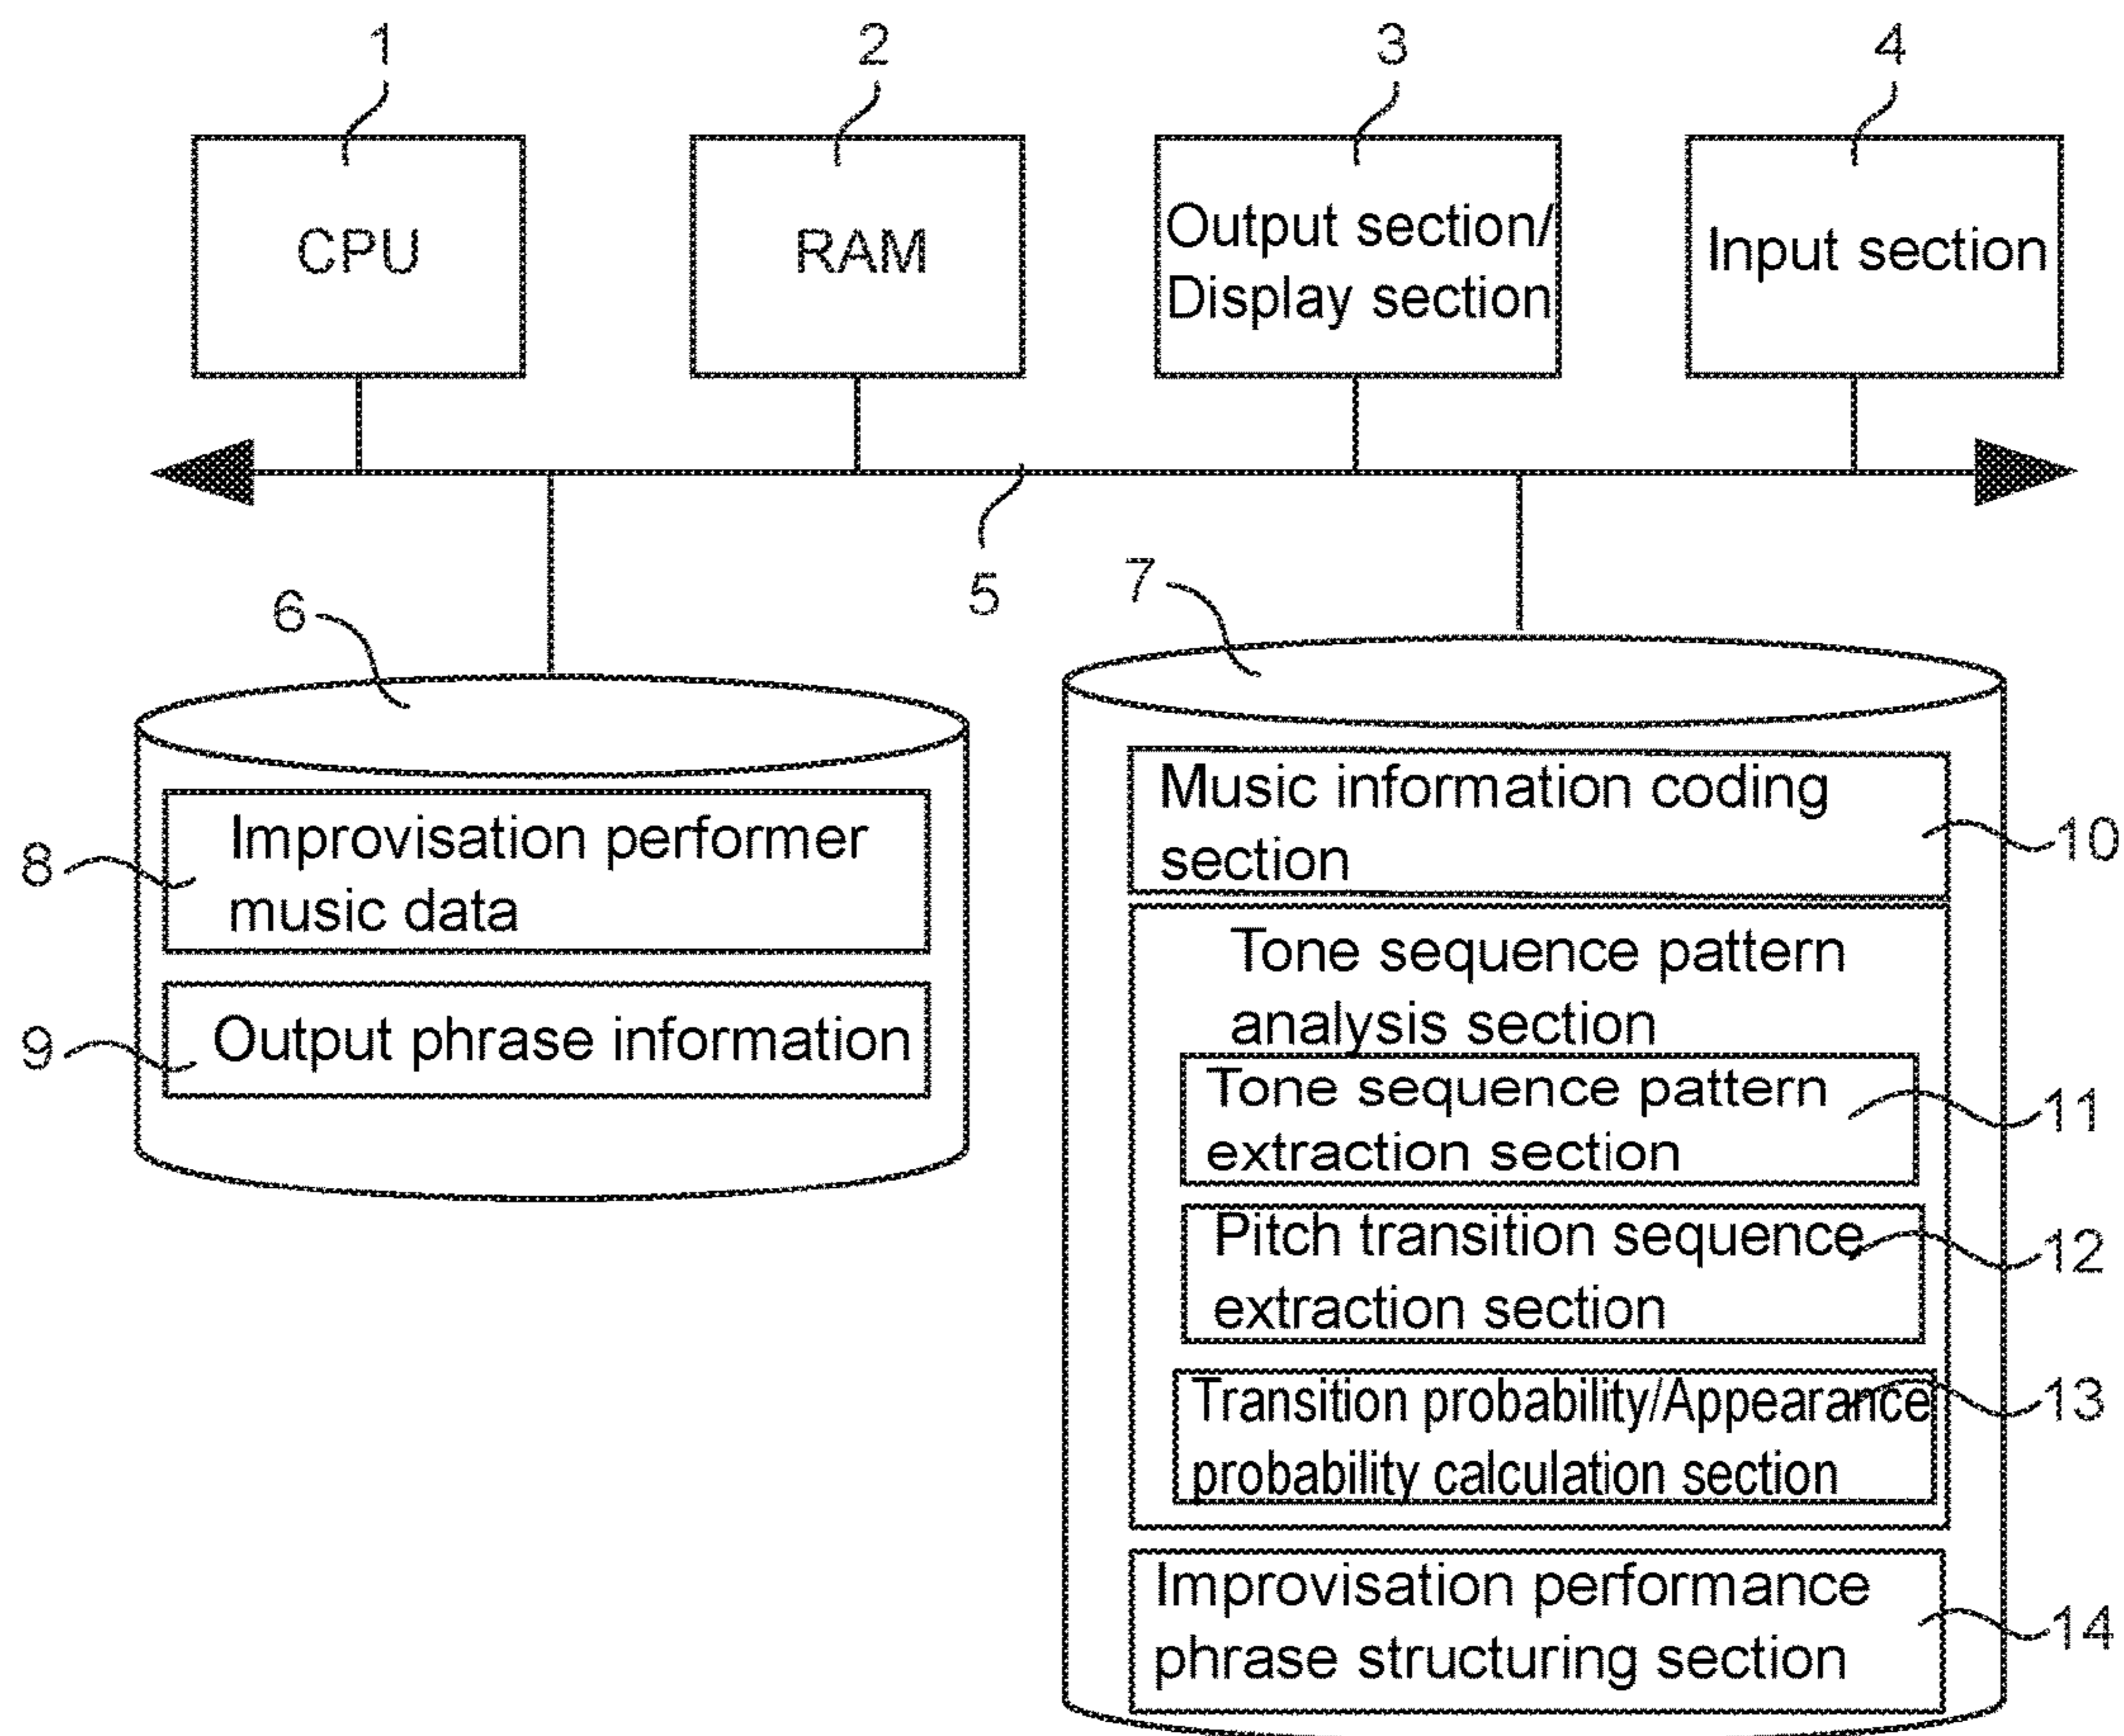 1
2
3
4
CPU
RAM
Output section/
Display section
Input section
5
6
7
8
Improvisation performer
music data
9
Output phrase information
Music information coding
section
10
Tone sequence pattern
analysis section
Tone sequence pattern
extraction section
11
Pitch transition sequence
extraction section
12
Transition probability/Appearance
probability calculation section
13
Improvisation performance
phrase structuring section
14